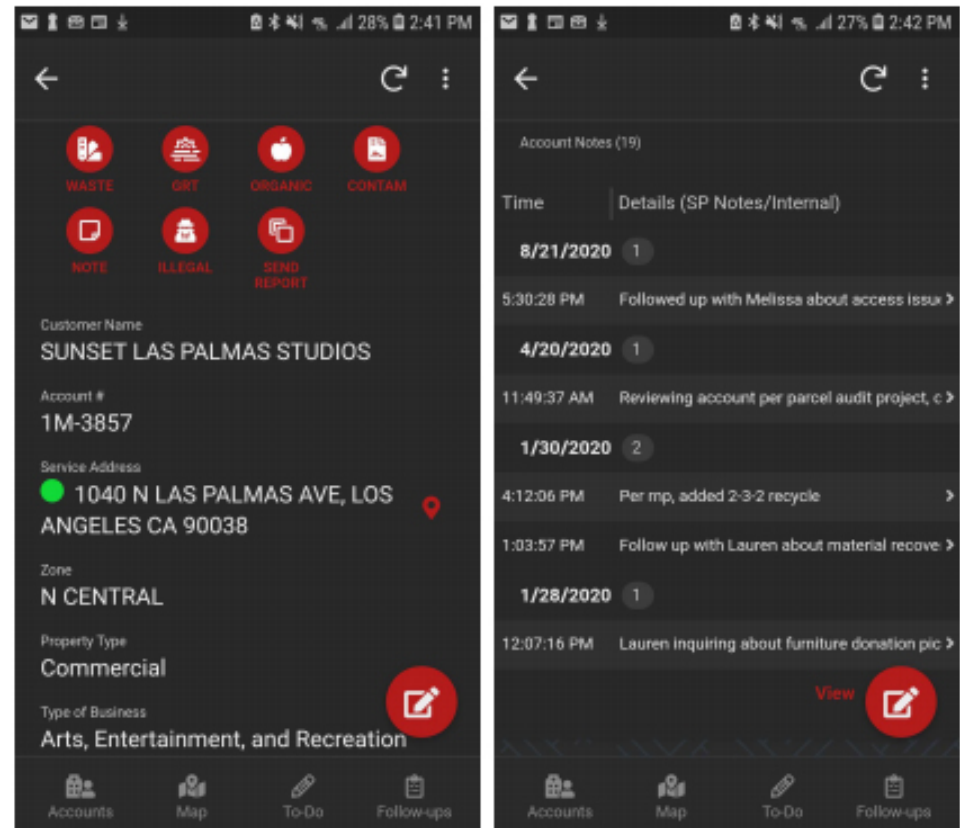 28% 2:41 PM
WASTE GRT ORGANIC CONTAM
NOTE ILLEGAL SEND
REPORT
Customer Name
SUNSET LAS PALMAS STUDIOS
Account #
1M-3857
Service Address
1040 N LAS PALMAS AVE, LOS
ANGELES CA 90038
Zone
N CENTRAL
Property Type
Commercial
Type of Business
Arts, Entertainment, and Recreation
Accounts Map To-Do Follow-ups
27% 2:42 PM
Account Notes (19)
Time Details (SP Notes/Internal)
8/21/2020 1
5:30:28 PM Followed up with Melissa about access issu
4/20/2020 1
11:49:37 AM Reviewing account per parcel audit project, c
1/30/2020 2
4:12:06 PM Per mp, added 2-3-2 recycle
1:03:57 PM Follow up with Lauren about material recove
1/28/2020 1
12:07:16 PM Lauren inquiring about furniture donation pic
View
Accounts Map To-Do Follow-ups